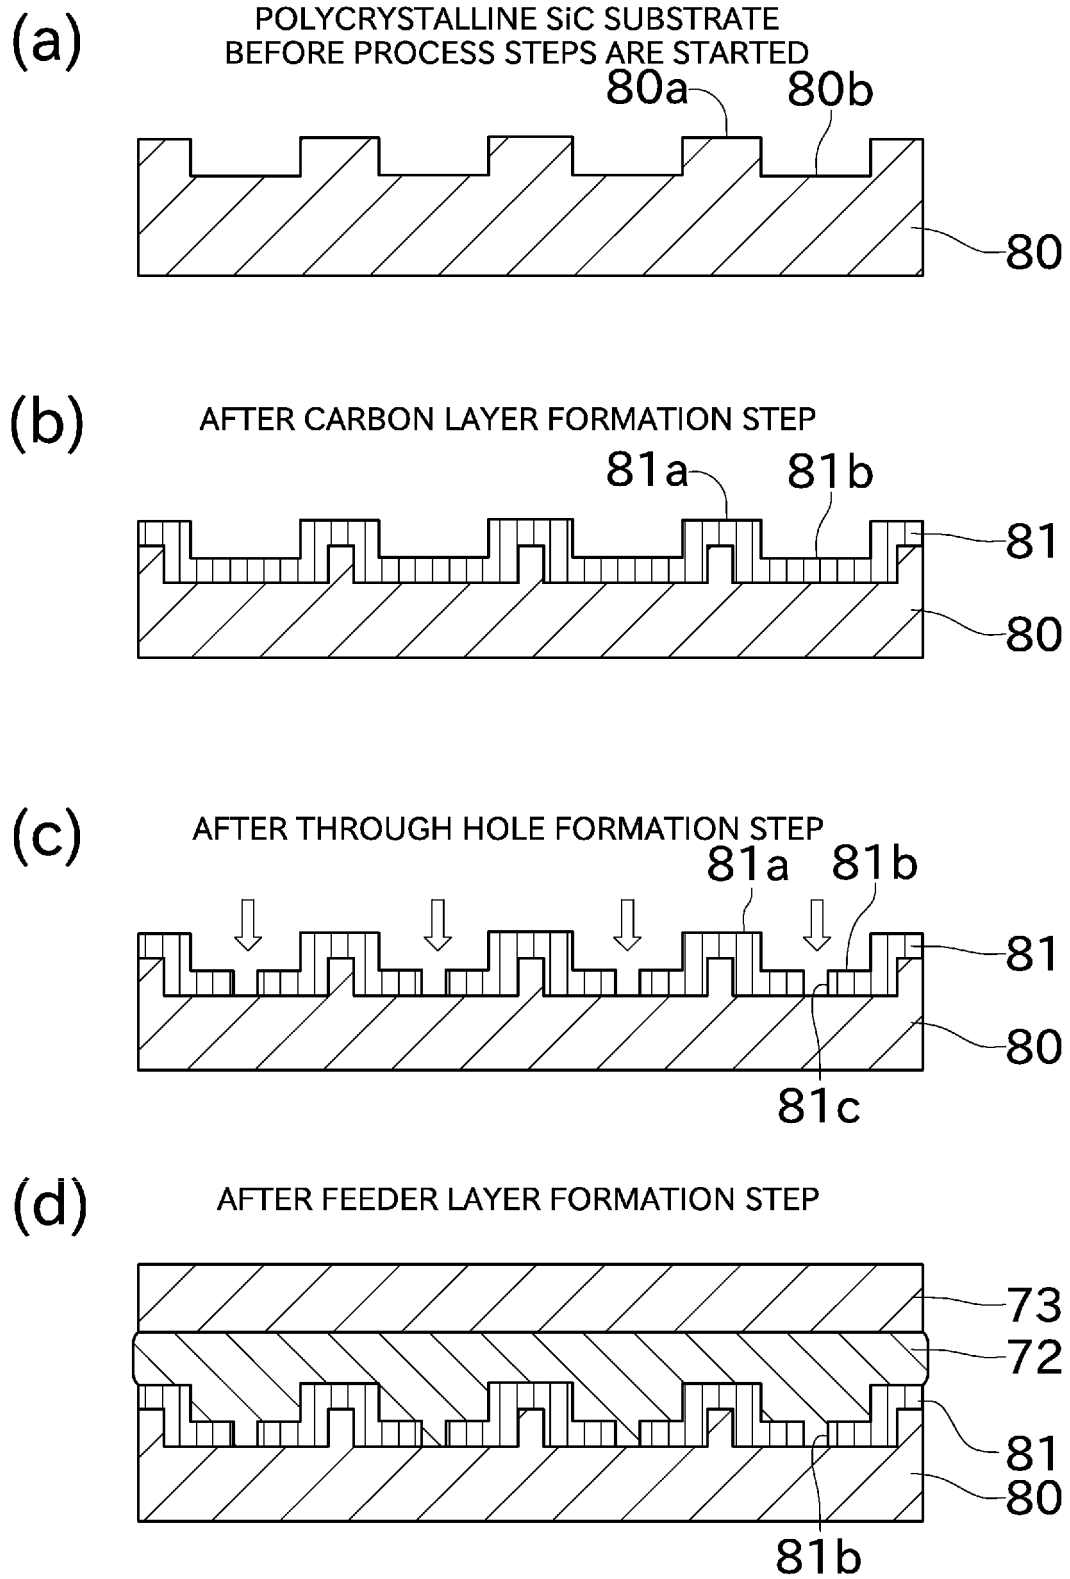 (a)
POLYCRYSTALLINE SiC SUBSTRATE
BEFORE PROCESS STEPS ARE STARTED
80a 80b
80
(b)
AFTER CARBON LAYER FORMATION STEP
81a 81b
81
80
(c)
AFTER THROUGH HOLE FORMATION STEP
81a 81b
81
80
81c
(d)
AFTER FEEDER LAYER FORMATION STEP
73
72
81
80
81b